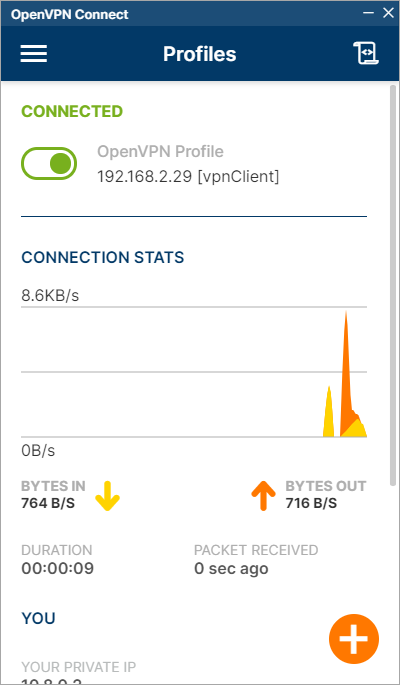 OpenVPN Connect
Profiles
CONNECTED
OpenVPN Profile
192.168.2.29 [vpnClient]
CONNECTION STATS
8.6KB/s
0B/s
BYTES IN
764 B/S
BYTES OUT
716 B/S
DURATION
00:00:09
PACKET RECEIVED
0 sec ago
YOU
YOUR PRIVATE IP